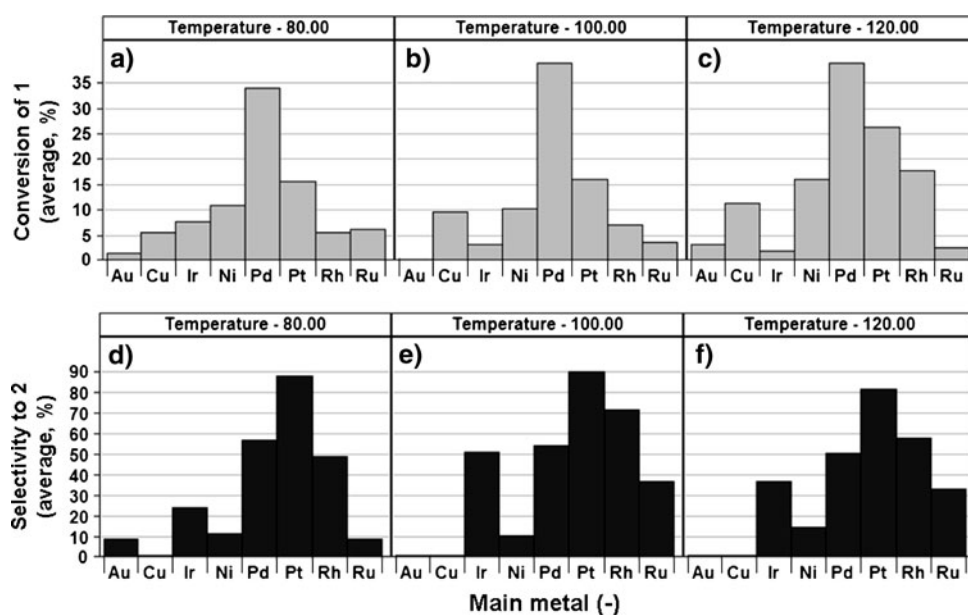 Temperature - 80.00 Temperature - 100.00 Temperature - 120.00
a) b) c)
Conversion of 1
(average, %)
35
30
25
20
15
10
5
0
Au Cu Ir Ni Pd Pt Rh Ru Au Cu Ir Ni Pd Pt Rh Ru Au Cu Ir Ni Pd Pt Rh Ru
Temperature - 80.00 Temperature - 100.00 Temperature - 120.00
d) e) f)
Selectivity to 2
(average, %)
90
80
70
60
50
40
30
20
10
0
Au Cu Ir Ni Pd Pt Rh Ru Au Cu Ir Ni Pd Pt Rh Ru Au Cu Ir Ni Pd Pt Rh Ru
Main metal (-)